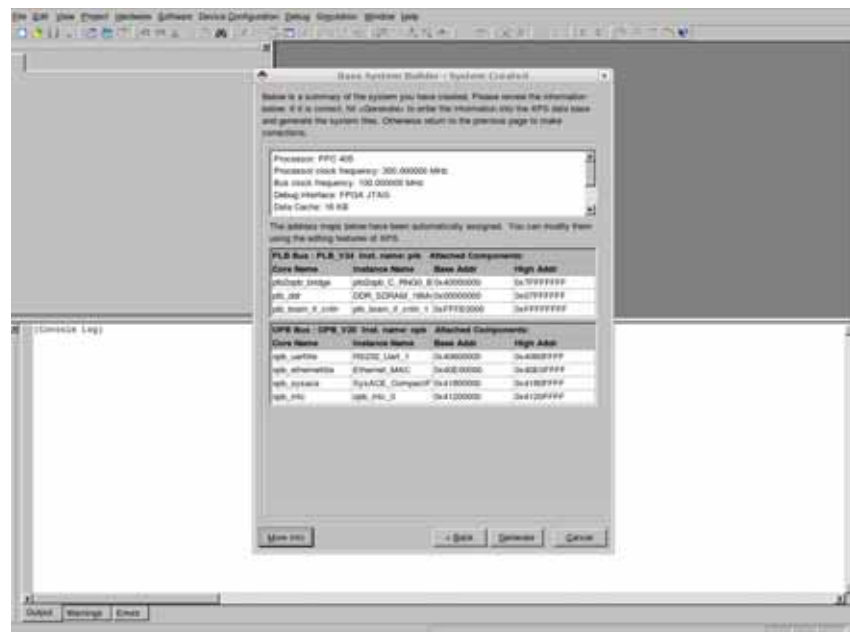 File Edit View Project Hardware Software Device Configuration Debug Simulation Window Help
Base System Builder - System Created
Below is a summary of the system you have created. Please review the information
below. If it is correct, hit <Generate> to enter the information into the XPS data base
and generate the system files. Otherwise return to the previous page to make
corrections.
Processor: PPC 405
Processor clock frequency: 300.000000 MHz
Bus clock frequency: 100.000000 MHz
Debug interface: FPGA JTAG
Data Cache: 16 KB
The address maps below have been automatically assigned. You can modify them
using the editing features of XPS.
PLB Bus : PLB_V34 Inst. name: plb Attached Components:
Core Name Instance Name Base Addr High Addr
plb2opb_bridge plb2opb_C_RNG0_B 0x40000000 0x7FFFFFFF
plb_ddr 0x00000000 0x07FFFFFF
plb_bram_if_cntlr plb_bram_if_cntlr_1 0xFFFE0000 0xFFFFFFFF
OPB Bus : OPB_V20 Inst. name: opb Attached Components:
Core Name Instance Name Base Addr High Addr
opb_uartlite RS232_Uart_1 0x40600000 0x4060FFFF
opb_ethernetlite Ethernet_MAC 0x40E00000 0x40E0FFFF
opb_sysace SysACE_CompactF 0x41800000 0x4180FFFF
opb_intc opb_intc_0 0x41200000 0x4120FFFF
(Console Log)
More Info < Back Generate Cancel
Output Warnings Errors